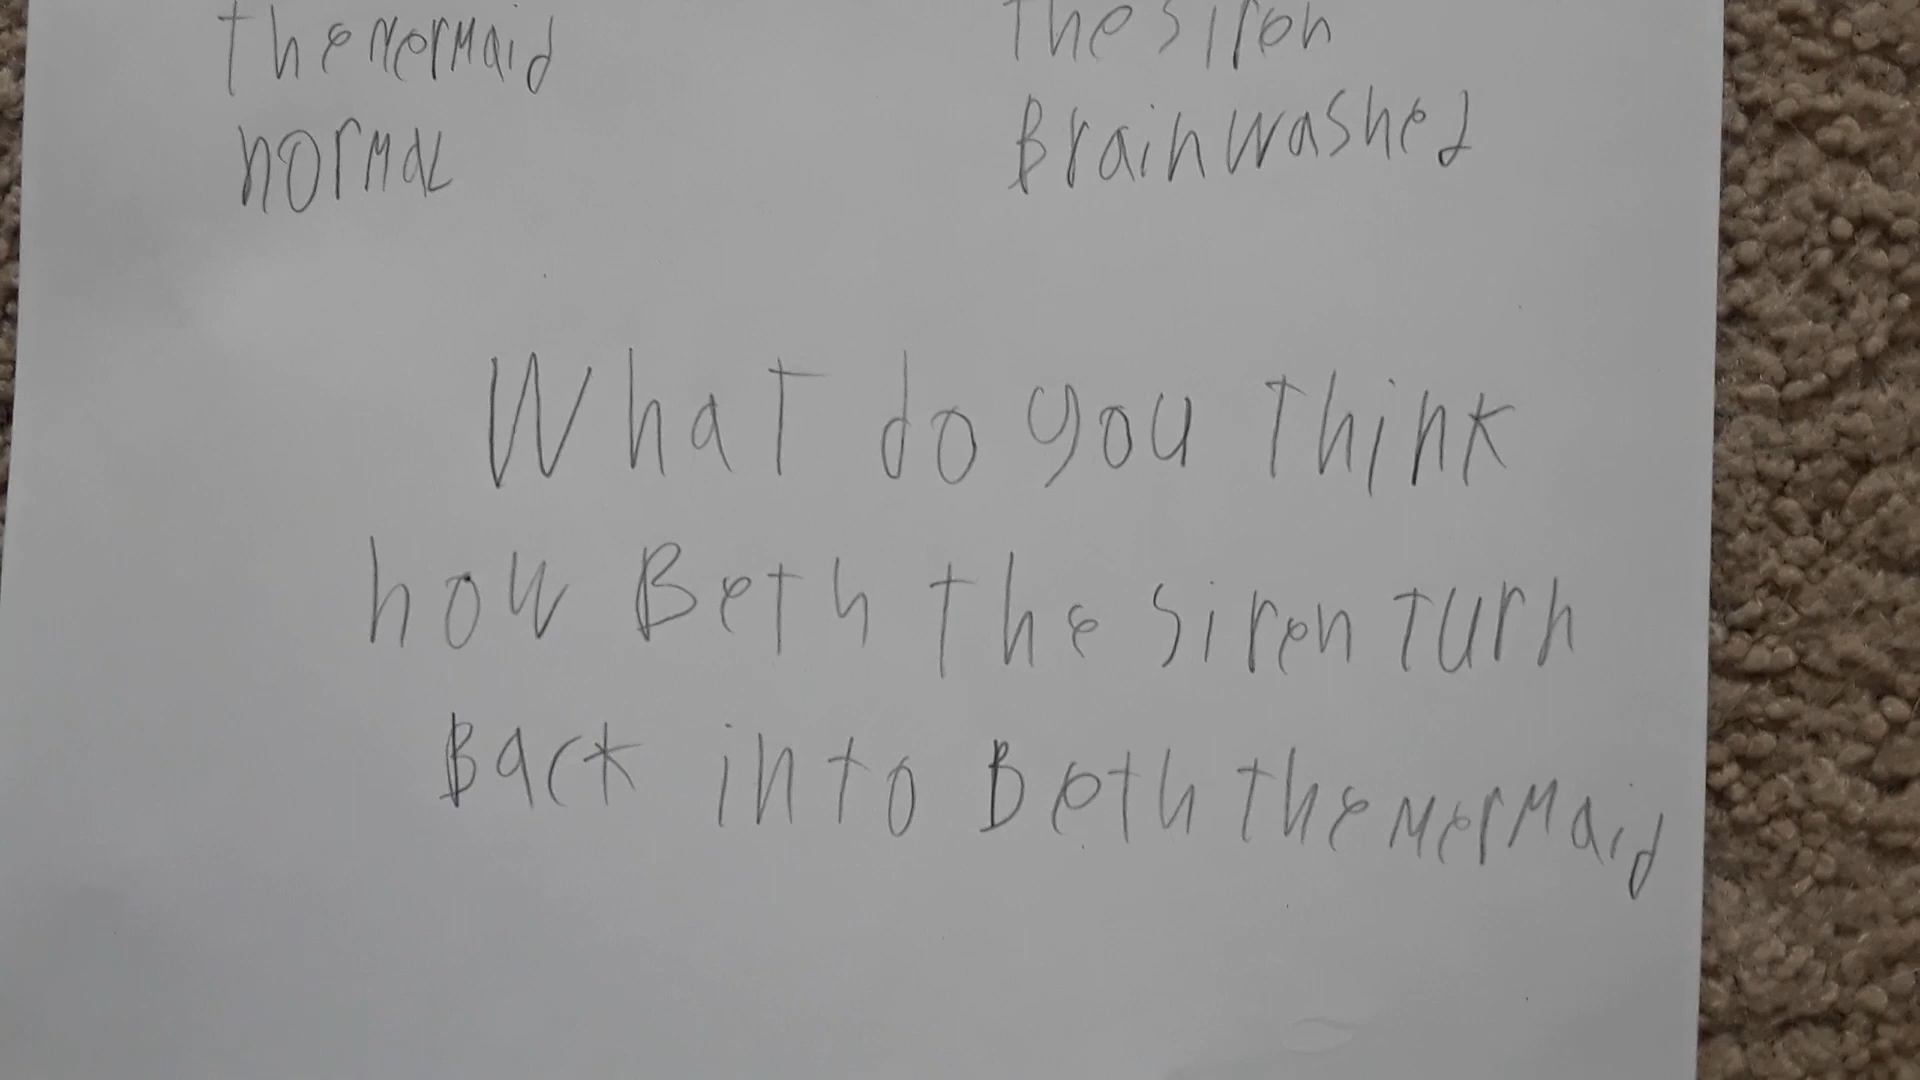 the mermaid
The siren
normal
Brainwashed
What do you think
how Beth the siren turn
Back into Beth the mermaid